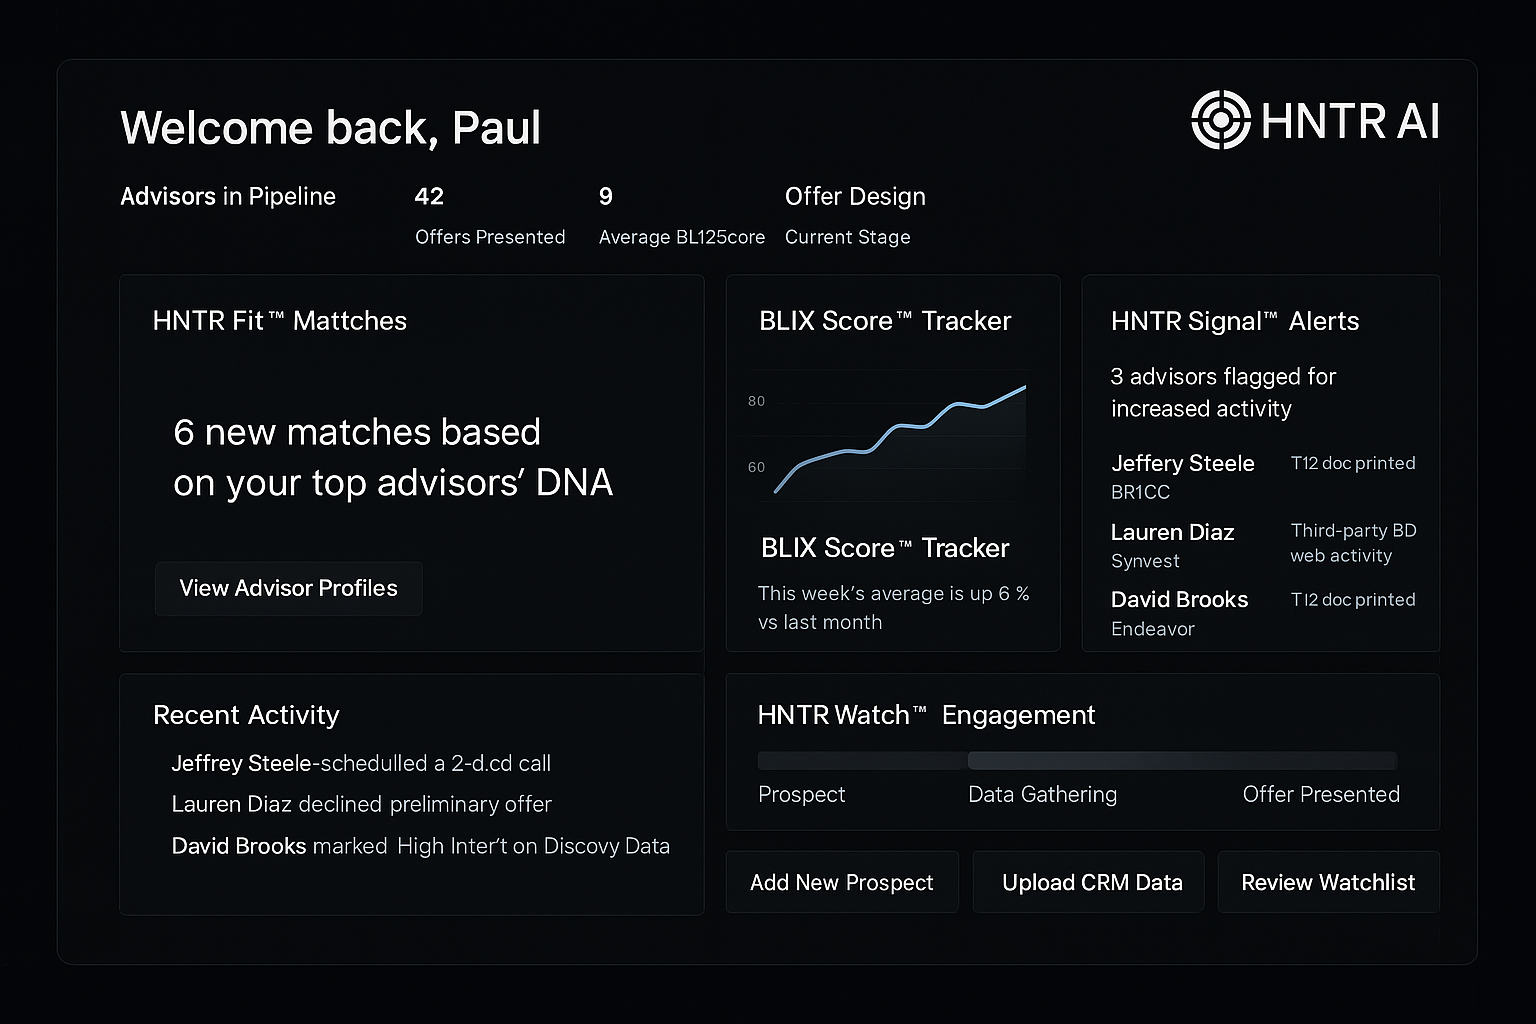 Welcome back, Paul
HNTR AI
Advisors in Pipeline
42
Offers Presented
9
Average BL125core
Offer Design
Current Stage
HNTR Fit™ Mattches
6 new matches based
on your top advisors’ DNA
View Advisor Profiles
BLIX Score™ Tracker
80
60
BLIX Score™ Tracker
This week’s average is up 6 %
vs last month
HNTR Signal™ Alerts
3 advisors flagged for
increased activity
Jeffery Steele
T12 doc printed
BR1CC
Lauren Diaz
Third-party BD
web activity
Synvest
David Brooks
T12 doc printed
Endeavor
Recent Activity
Jeffrey Steele-schedulled a 2-d.cd call
Lauren Diaz declined preliminary offer
David Brooks marked High Inter’t on Discovy Data
HNTR Watch™ Engagement
Prospect
Data Gathering
Offer Presented
Add New Prospect
Upload CRM Data
Review Watchlist